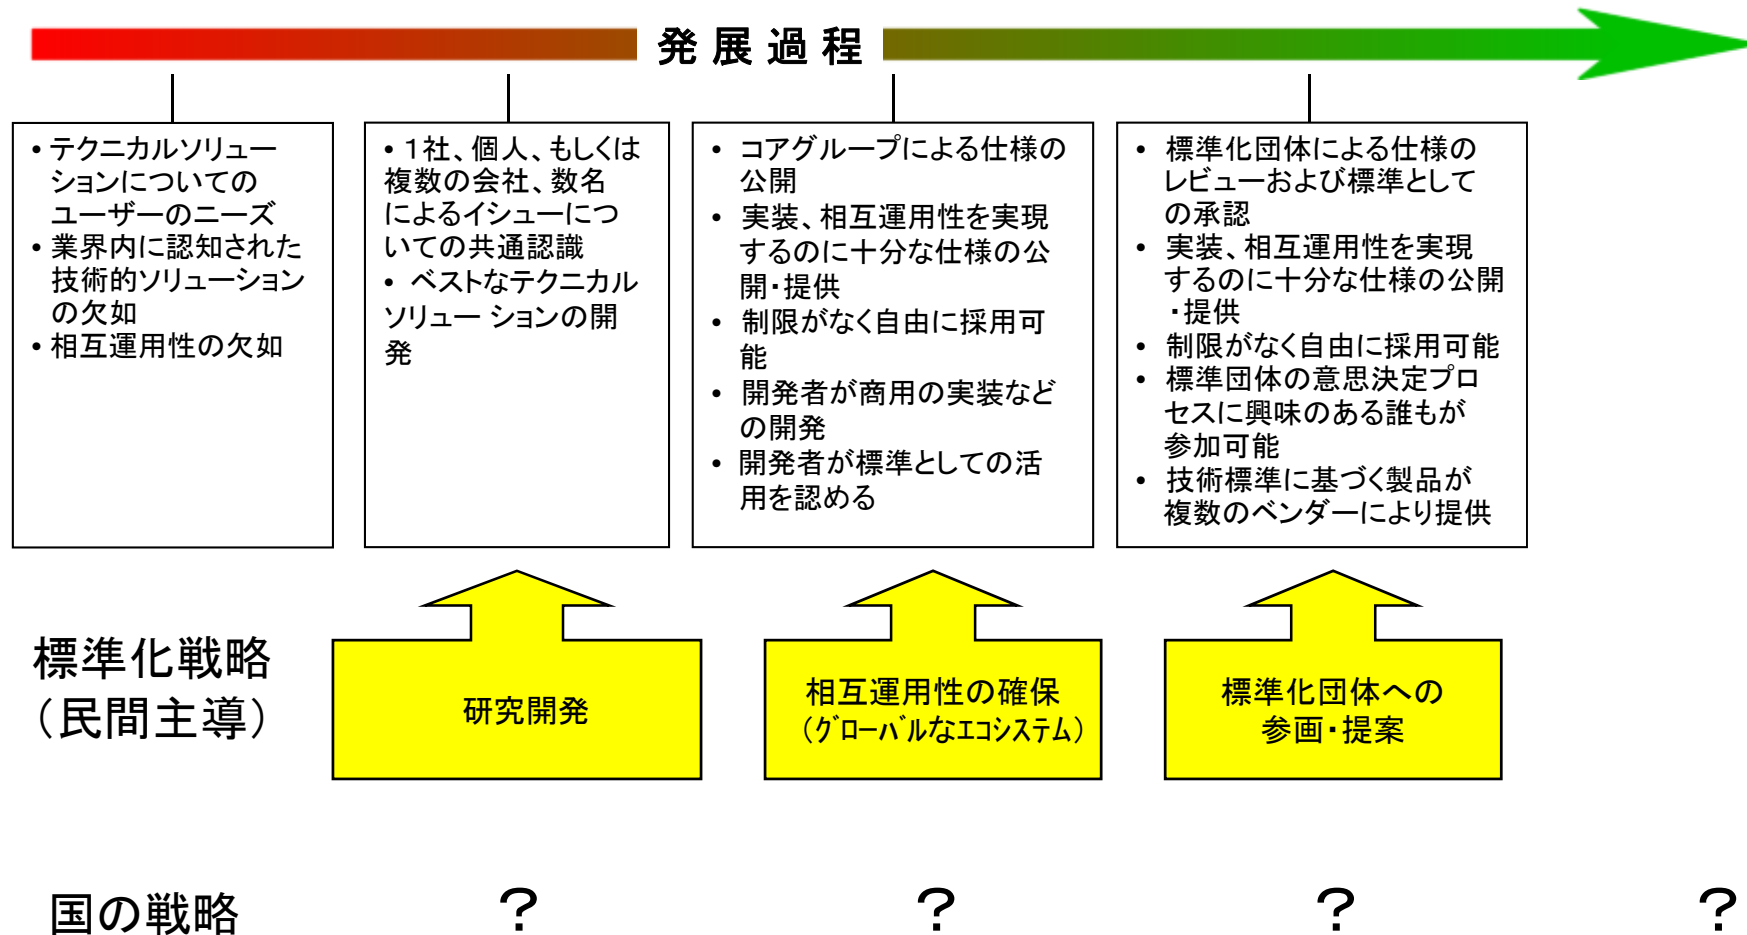 発展過程
• テクニカルソリュー
ションについての
ユーザーのニーズ
• 業界内に認知された
技術的ソリューション
の欠如
• 相互運用性の欠如
• １社、個人、もしくは
複数の会社、数名
によるイシューにつ
いての共通認識
• ベストなテクニカル
ソリュー ションの開
発
• コアグループによる仕様の
公開
• 実装、相互運用性を実現
するのに十分な仕様の公
開・提供
• 制限がなく自由に採用可
能
• 開発者が商用の実装など
の開発
• 開発者が標準としての活
用を認める
• 標準化団体による仕様の
レビューおよび標準として
の承認
• 実装、相互運用性を実現
するのに十分な仕様の公開
・提供
• 制限がなく自由に採用可能
• 標準団体の意思決定プロ
セスに興味のある誰もが
参加可能
• 技術標準に基づく製品が
複数のベンダーにより提供
標準化戦略
（民間主導）
研究開発
相互運用性の確保
（ｸﾞﾛｰﾊﾞﾙなｴｺｼｽﾃﾑ）
標準化団体への
参画・提案
国の戦略 ？ ？ ？ ？